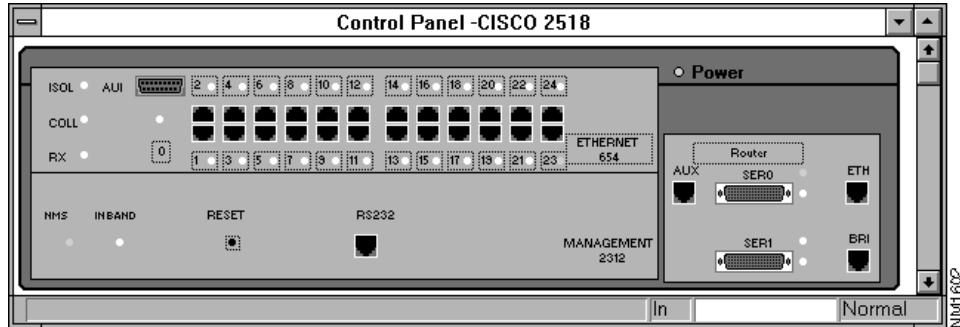 Control Panel -CISCO 2518
Power
ISOL AUI 2 4 6 8 10 12 14 16 18 20 22 24
COLL
RX 0 1 3 5 7 9 11 13 15 17 19 21 23
ETHERNET
654
Router
AUX SER0 ETH
NMS INBAND RESET RS232
MANAGEMENT
2312
SER1 BRI
In Normal
NM1602